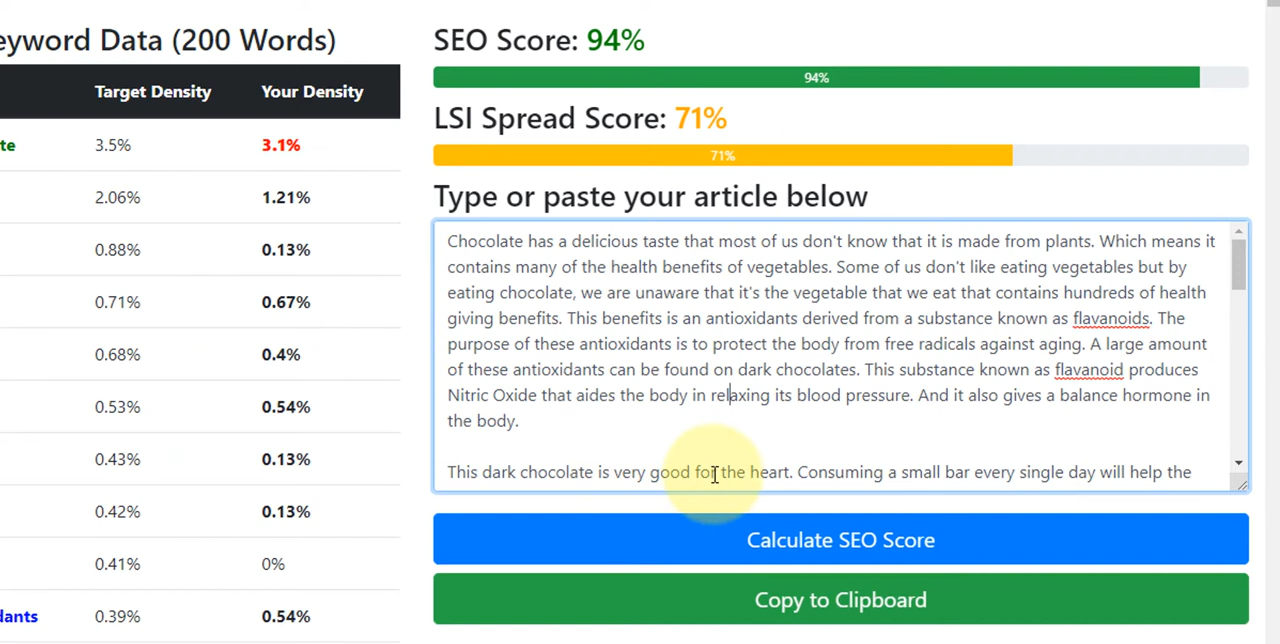 eyword Data (200 Words)
Target Density Your Density
te 3.5% 3.1%
2.06% 1.21%
0.88% 0.13%
0.71% 0.67%
0.68% 0.4%
0.53% 0.54%
0.43% 0.13%
0.42% 0.13%
0.41% 0%
dants 0.39% 0.54%
SEO Score: 94%
94%
LSI Spread Score: 71%
71%
Type or paste your article below
Chocolate has a delicious taste that most of us don't know that it is made from plants. Which means it
contains many of the health benefits of vegetables. Some of us don't like eating vegetables but by
eating chocolate, we are unaware that it's the vegetable that we eat that contains hundreds of health
giving benefits. This benefits is an antioxidants derived from a substance known as flavanoids. The
purpose of these antioxidants is to protect the body from free radicals against aging. A large amount
of these antioxidants can be found on dark chocolates. This substance known as flavanoid produces
Nitric Oxide that aides the body in relaxing its blood pressure. And it also gives a balance hormone in
the body.
This dark chocolate is very good for the heart. Consuming a small bar every single day will help the
Calculate SEO Score
Copy to Clipboard